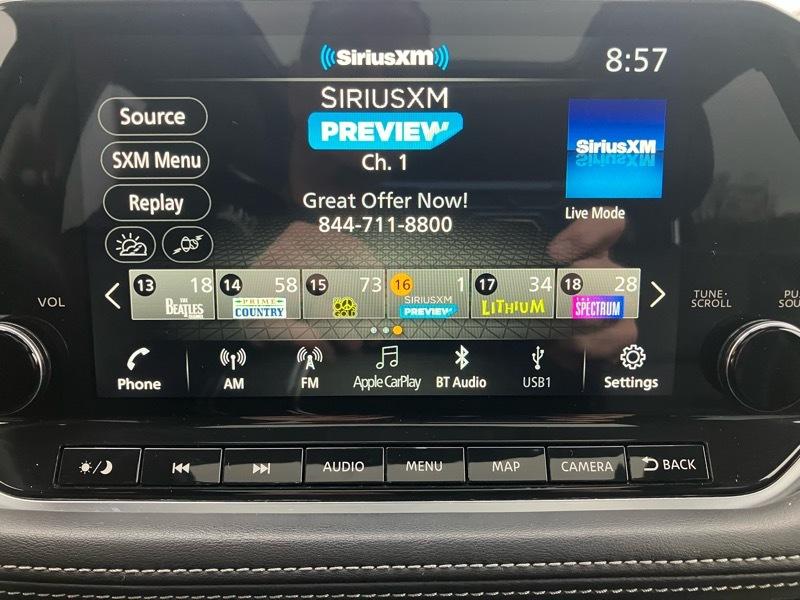 SiriusXM
8:57
Source
SIRIUSXM
PREVIEW
Ch. 1
SXM Menu
SiriusXM
Replay
Great Offer Now!
844-711-8800
Live Mode
13 18 THE BEATLES
14 58 PRIME COUNTRY
15 73
16 1 SIRIUSXM PREVIEW
17 34 LITHIUM
18 28 THE SPECTRUM
VOL
TUNE·
SCROLL
Phone
AM
FM
Apple CarPlay
BT Audio
USB1
Settings
AUDIO
MENU
MAP
CAMERA
BACK